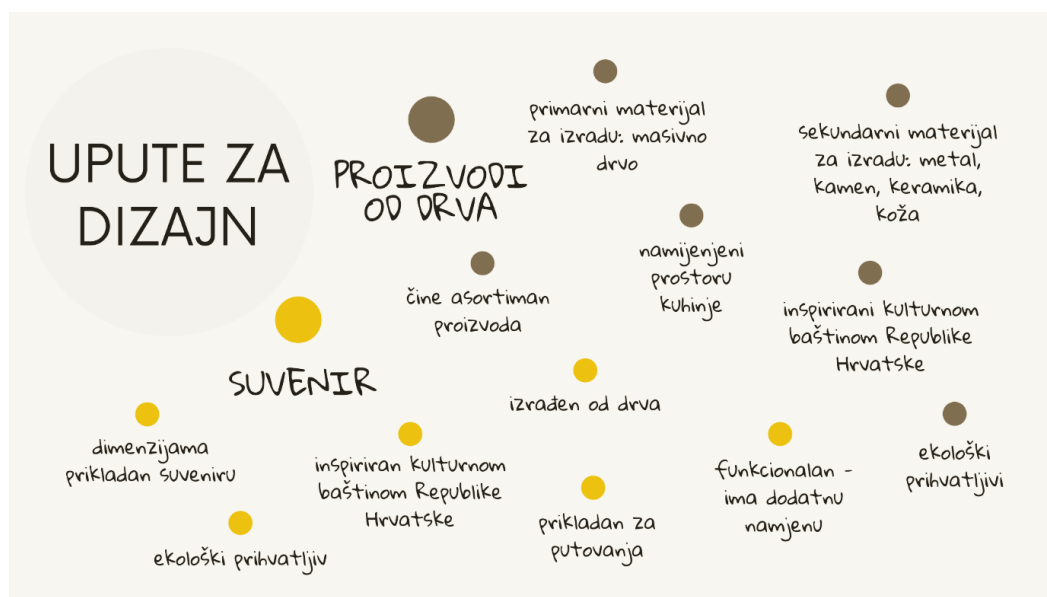 UPUTE ZA
DIZAJN
PROIZVODI
OD DRVA
primarni materijal
za izradu: masivno
drvo
sekundarni materijal
za izradu: metal,
kamen, keramika,
koža
namijenjeni
prostoru
kuhinje
čine asortiman
proizvoda
inspirirani kulturnom
baštinom Republike
Hrvatske
ekološki
prihvatljivi
SUVENIR
izrađen od drva
dimenzijama
prikladan suveniru
inspiriran kulturnom
baštinom Republike
Hrvatske
funkcionalan -
ima dodatnu
namjenu
prikladan za
putovanja
ekološki prihvatljiv